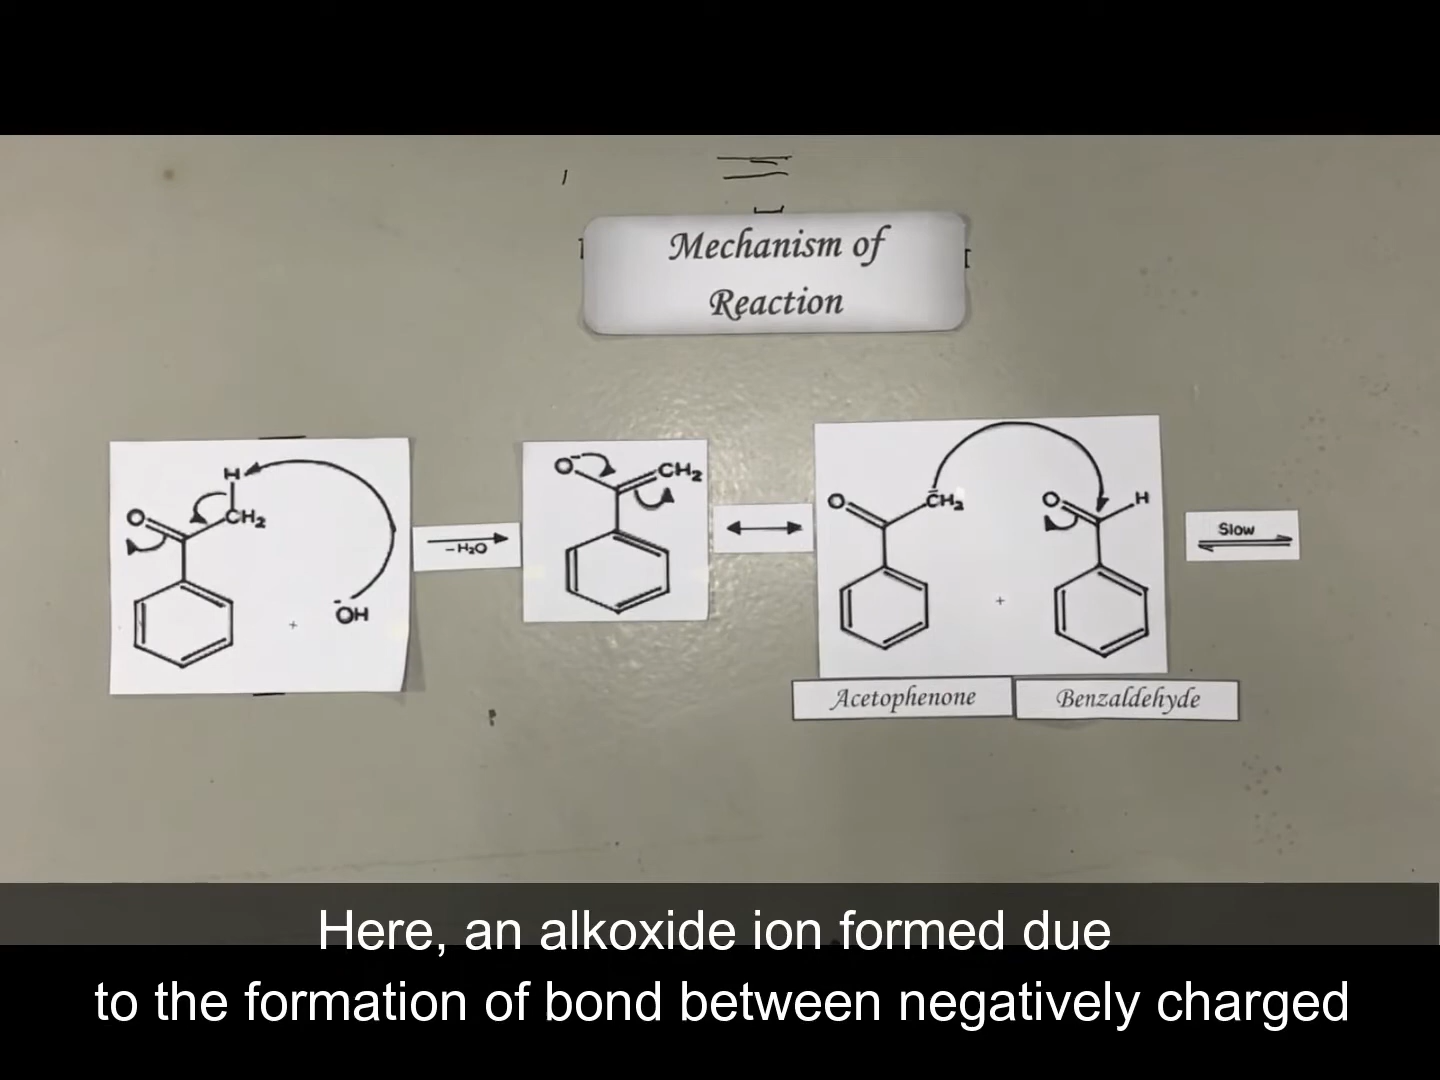 Mechanism of
Reaction
H
O
CH₂
+
⁻OH
−H₂O
O⁻
CH₂
O
C̄H₂
+
O
H
Slow
Acetophenone
Benzaldehyde
Here, an alkoxide ion formed due
to the formation of bond between negatively charged